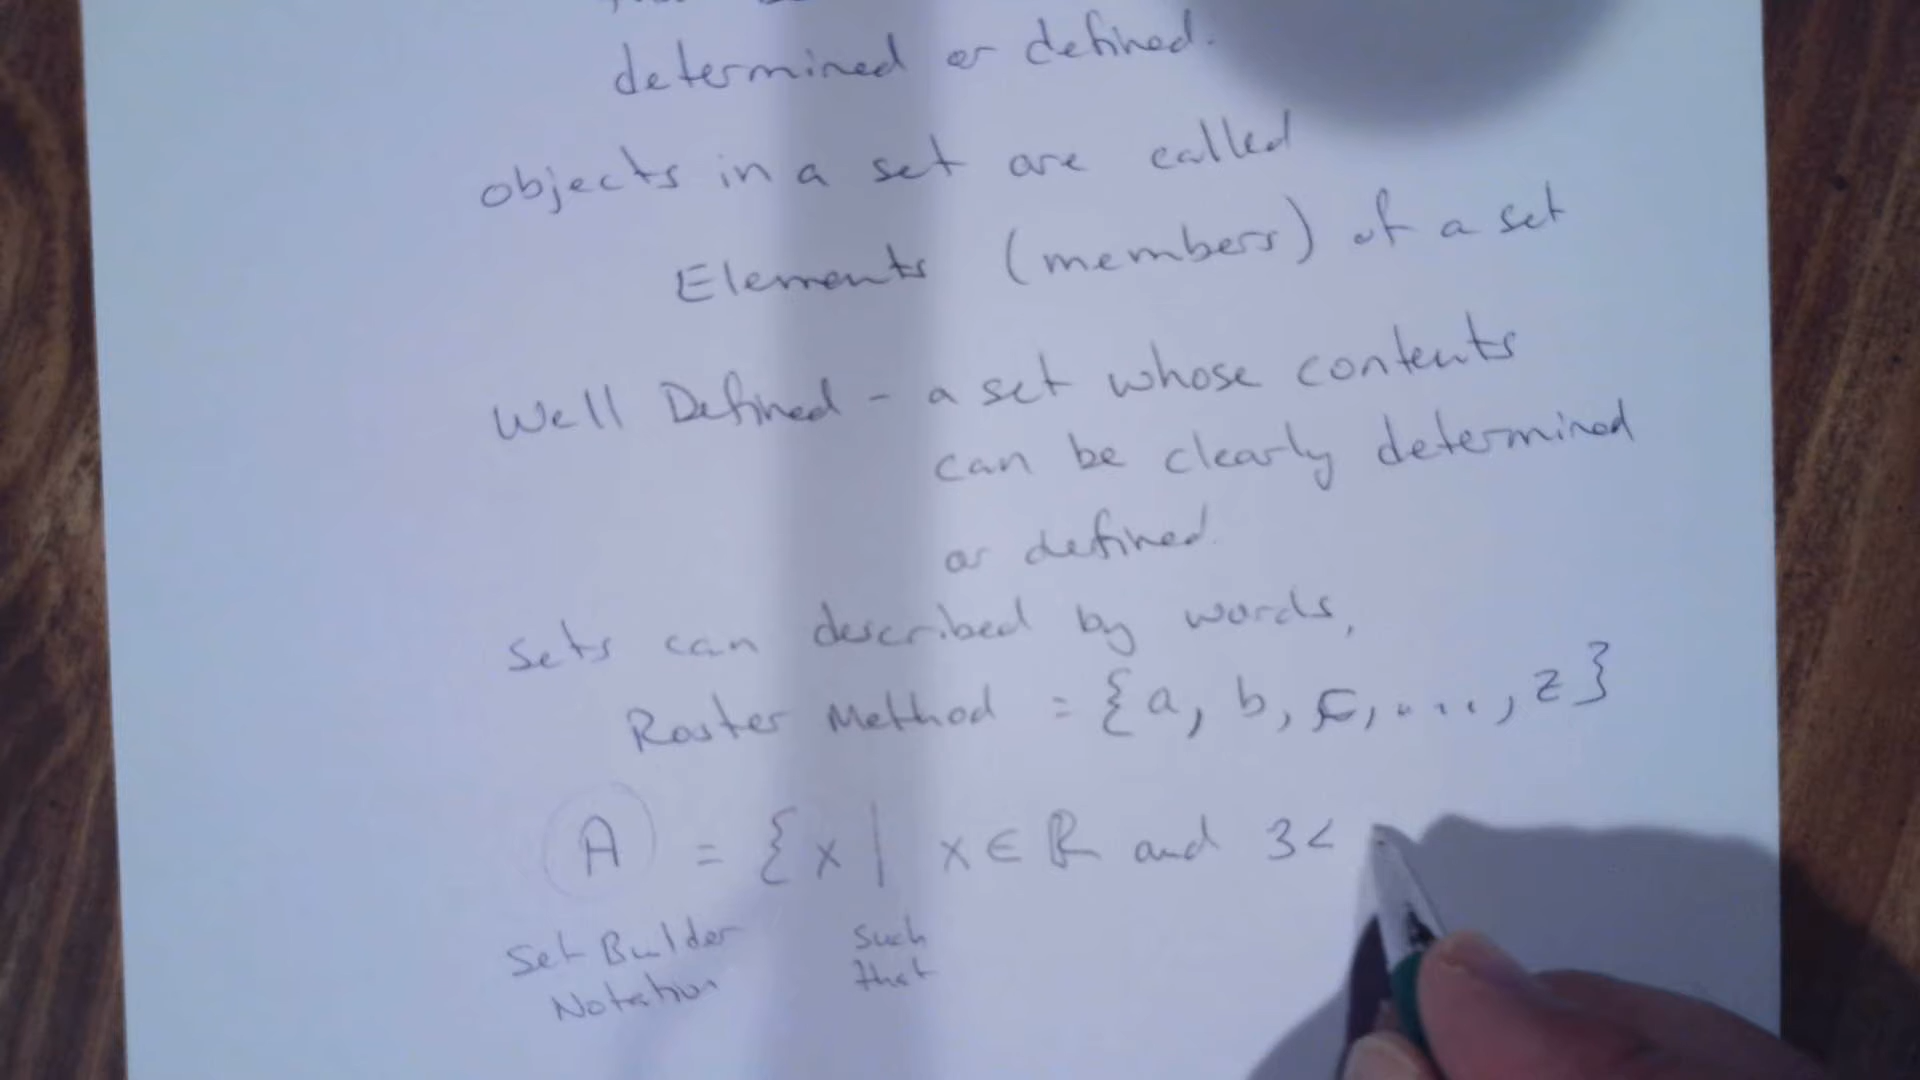 determined or defined.
objects in a set are called
Elements (members) of a set
Well Defined - a set whose contents
can be clearly determined
or defined.
Sets can described by words,
Roster Method = {a, b, c, ..., z}
A = {x | x ∈ ℝ and 3<
Set Builder
Notation
Such
that